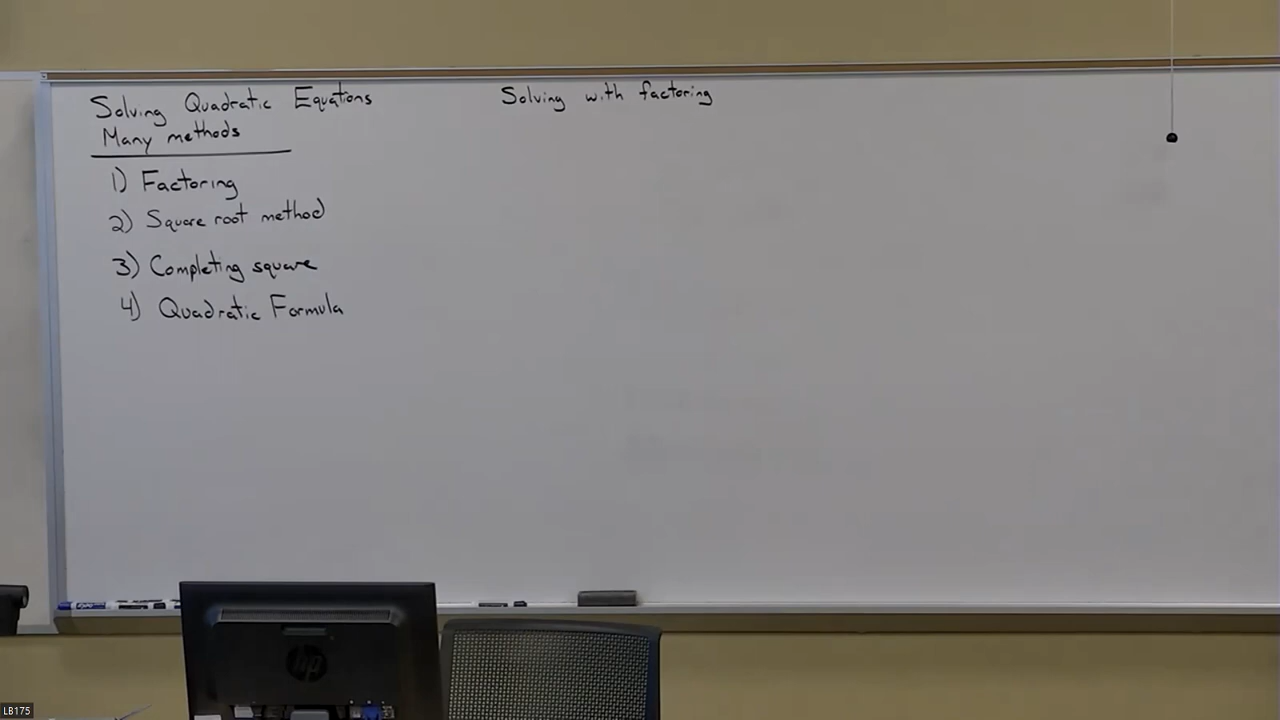 Solving Quadratic Equations
Many methods
1) Factoring
2) Square root method
3) Completing square
4) Quadratic Formula
Solving with factoring
hp
LB175